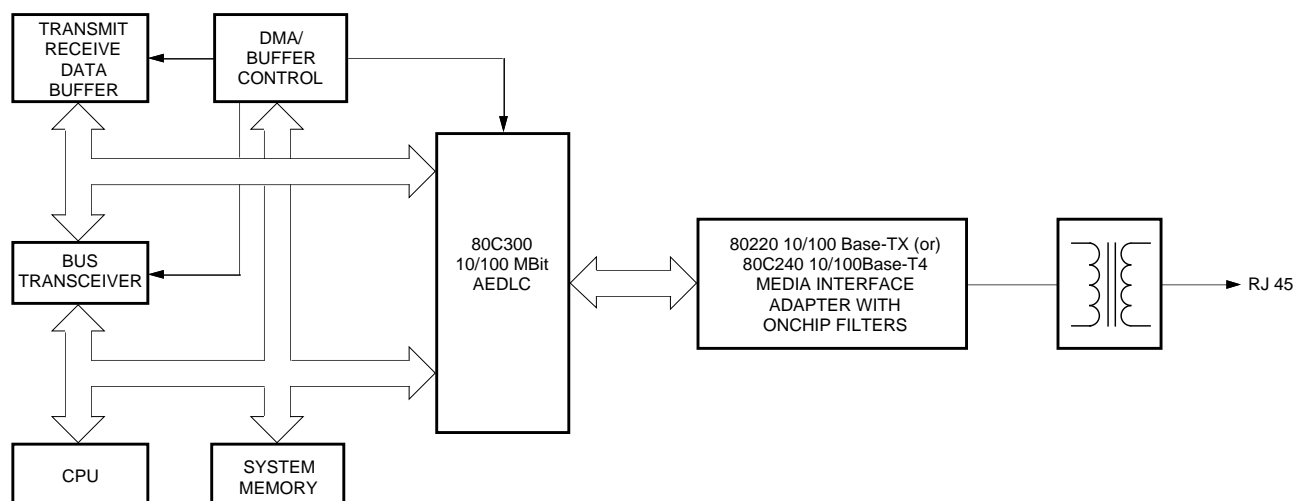 TRANSMIT
RECEIVE
DATA
BUFFER
DMA/
BUFFER
CONTROL
BUS
TRANSCEIVER
80C300
10/100 MBit
AEDLC
80220 10/100 Base-TX (or)
80C240 10/100Base-T4
MEDIA INTERFACE
ADAPTER WITH
ONCHIP FILTERS
RJ 45
CPU
SYSTEM
MEMORY